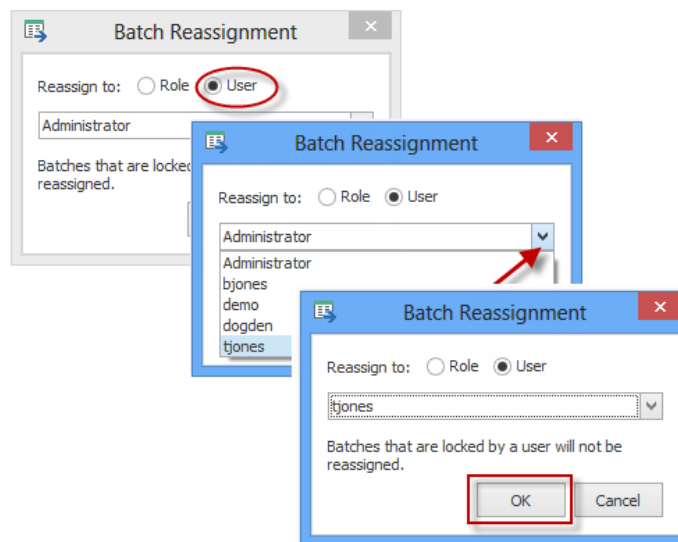 Batch Reassignment
Reassign to: Role User
Administrator
Batches that are locked
reassigned.
Batch Reassignment
Reassign to: Role User
Administrator
Administrator
bjones
demo
dogden
tjones
Batch Reassignment
Reassign to: Role User
tjones
Batches that are locked by a user will not be
reassigned.
OK Cancel